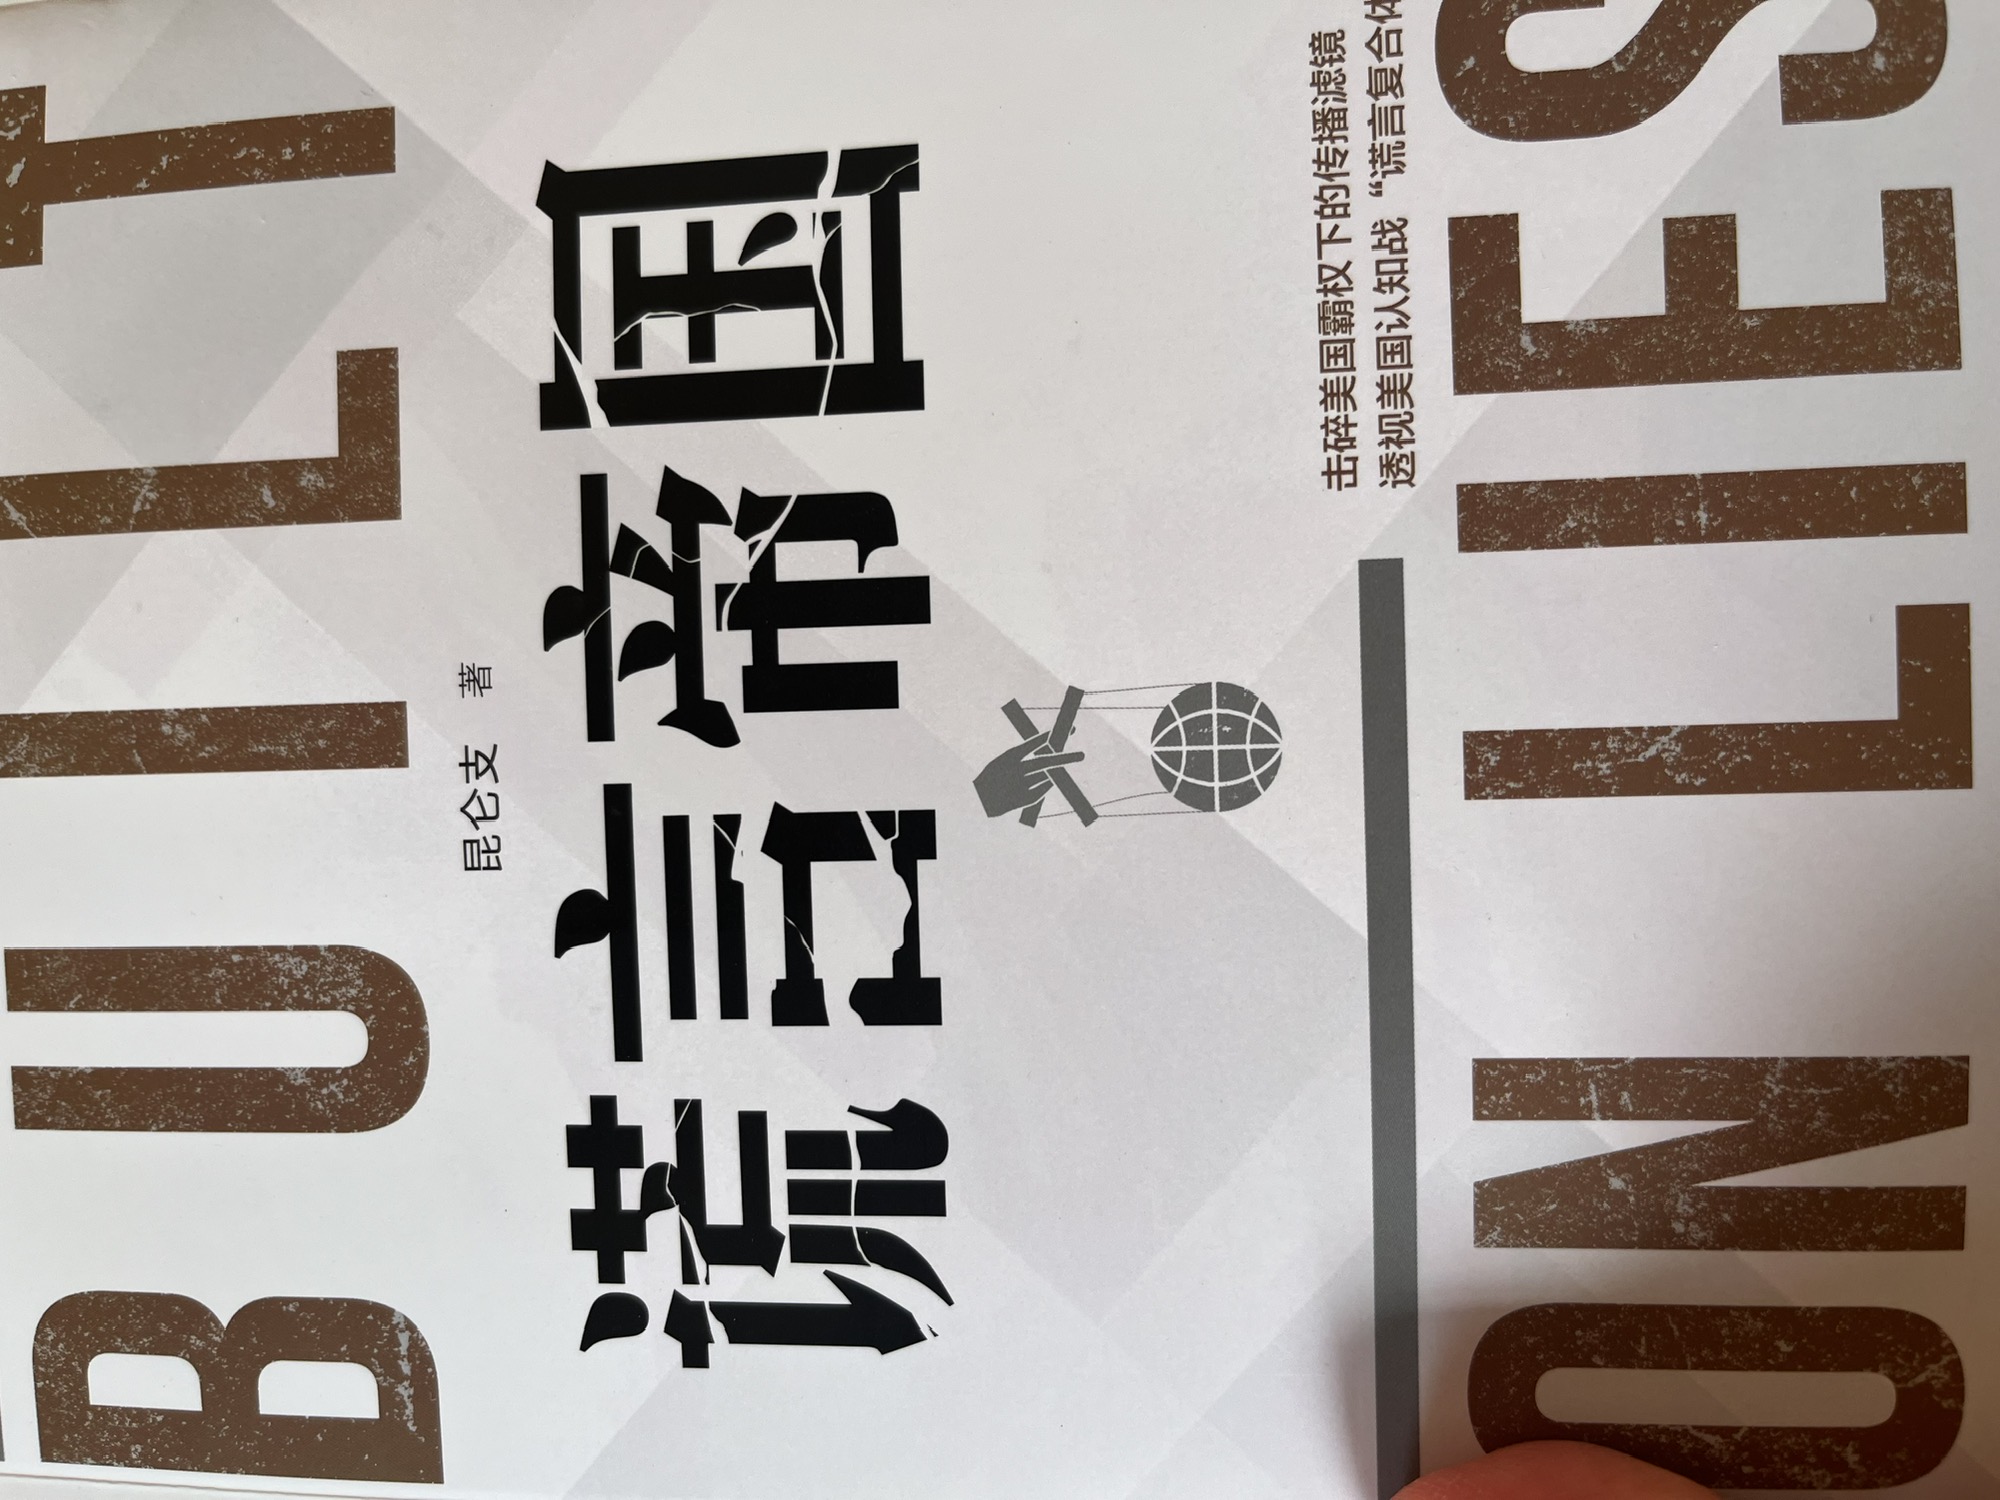 BUILT
昆仑支 著
谎言帝国
击碎美国霸权下的传播滤镜
透视美国认知战“谎言复合体
ON LIES